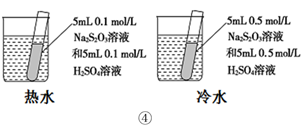 5mL 0.1 mol/L
Na₂S₂O₃溶液
和5mL 0.1 mol/L
H₂SO₄溶液
热水
5mL 0.5 mol/L
Na₂S₂O₃溶液
和5mL 0.5 mol/L
H₂SO₄溶液
冷水
④